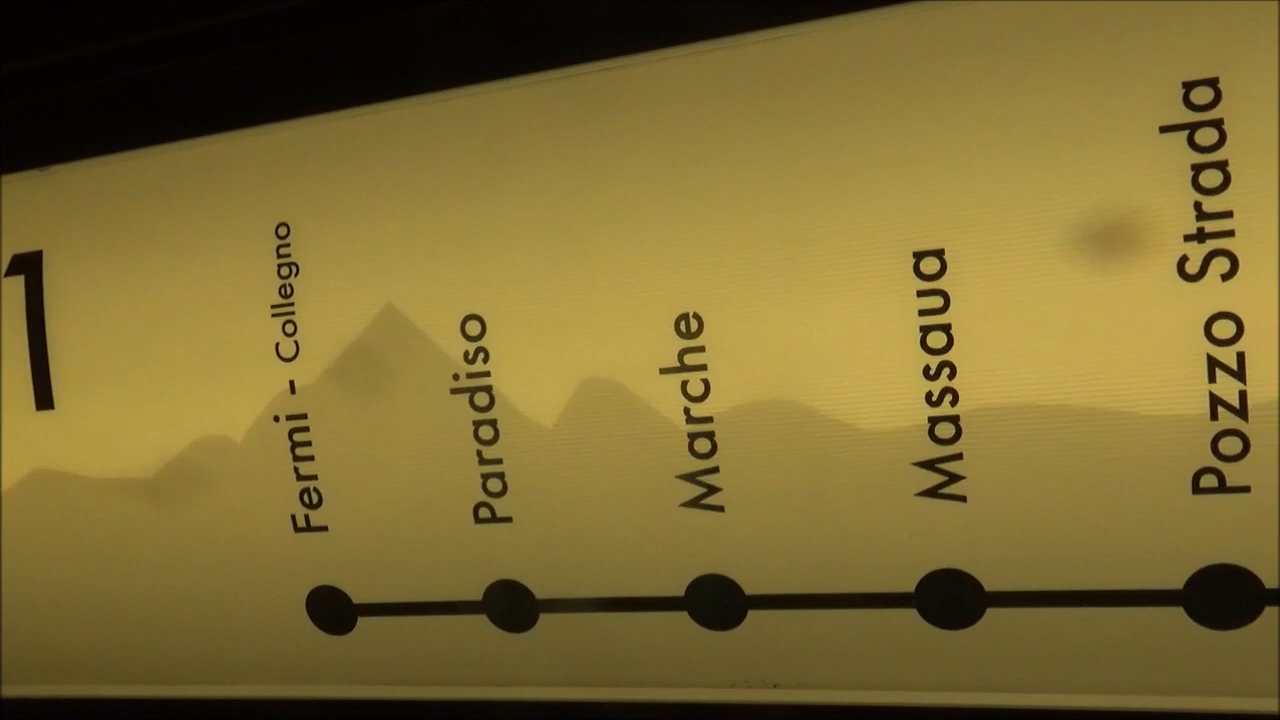 1
Fermi - Collegno
Paradiso
Marche
Massaua
Pozzo Strada